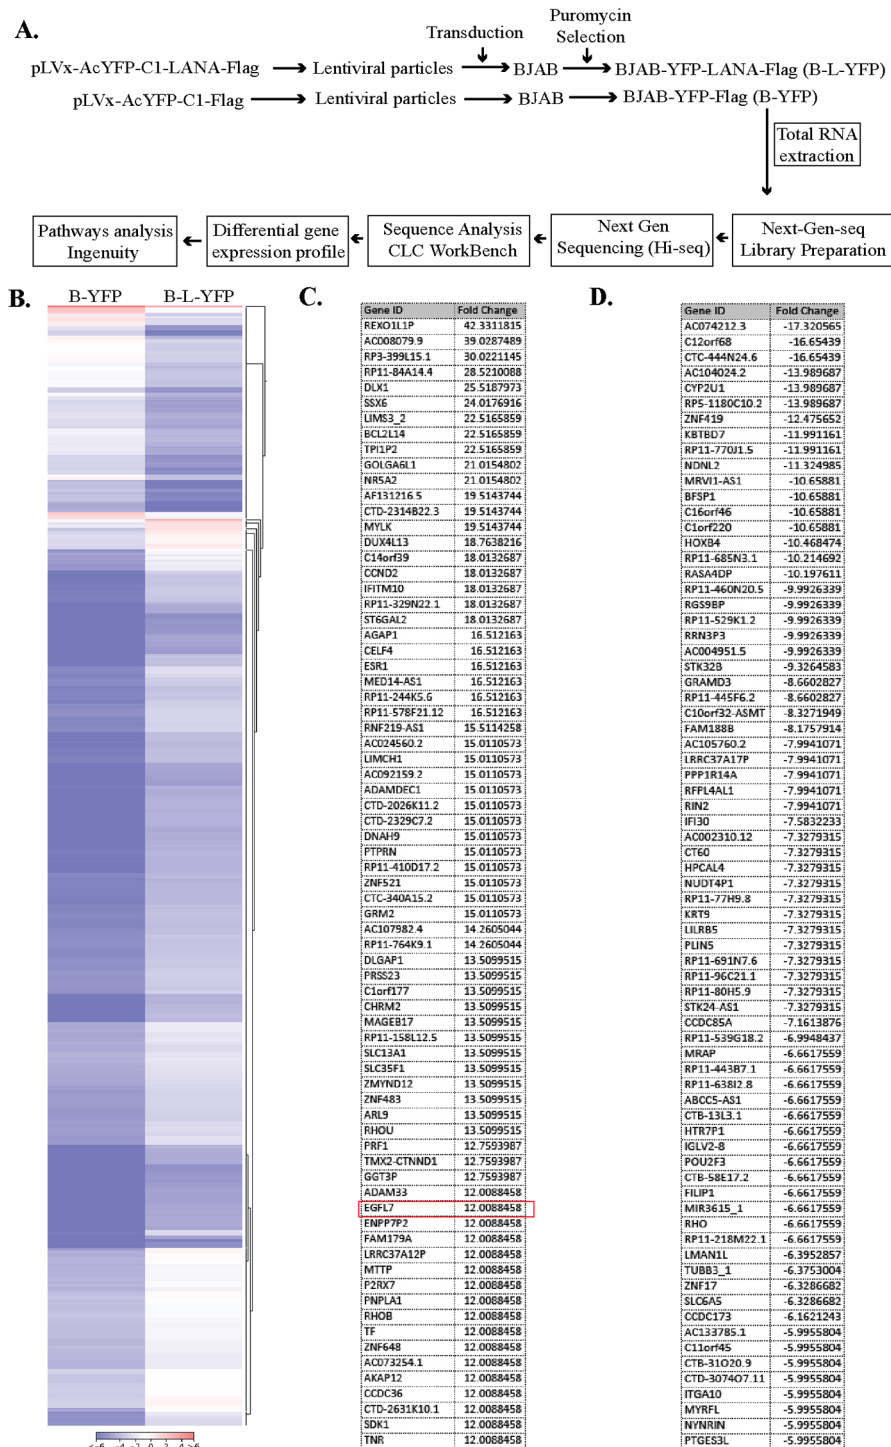 A.
Transduction
Puromycin
Selection
pLVx-AcYFP-C1-LANA-Flag Lentiviral particles BJAB BJAB-YFP-LANA-Flag (B-L-YFP)
pLVx-AcYFP-C1-Flag Lentiviral particles BJAB BJAB-YFP-Flag (B-YFP)
Total RNA
extraction
Pathways analysis
Ingenuity
Differential gene
expression profile
Sequence Analysis
CLC WorkBench
Next Gen
Sequencing (Hi-seq)
Next-Gen-seq
Library Preparation
B.
B-YFP B-L-YFP
<-6 -4 -2 0 2 4 >6
C.
Gene ID Fold Change
REXO1L1P 42.3311815
AC008079.9 39.0287489
RP3-399L15.1 30.0221145
RP11-84A14.4 28.5210088
DLX1 25.5187973
SSX6 24.0176916
LIMS3_2 22.5165859
BCL2L14 22.5165859
TPI1P2 22.5165859
GOLGA6L1 21.0154802
NR5A2 21.0154802
AF131216.5 19.5143744
CTD-2314B22.3 19.5143744
MYLK 19.5143744
DUX4L13 18.7638216
C14orf39 18.0132687
CCND2 18.0132687
IFITM10 18.0132687
RP11-329N22.1 18.0132687
ST6GAL2 18.0132687
AGAP1 16.512163
CELF4 16.512163
ESR1 16.512163
MED14-AS1 16.512163
RP11-244K5.6 16.512163
RP11-578F21.12 16.512163
RNF219-AS1 15.5114258
AC024560.2 15.0110573
LIMCH1 15.0110573
AC092159.2 15.0110573
ADAMDEC1 15.0110573
CTD-2026K11.2 15.0110573
CTD-2329C7.2 15.0110573
DNAH9 15.0110573
PTPRN 15.0110573
RP11-410D17.2 15.0110573
ZNF521 15.0110573
CTC-340A15.2 15.0110573
GRM2 15.0110573
AC107982.4 14.2605044
RP11-764K9.1 14.2605044
DLGAP1 13.5099515
PRSS23 13.5099515
C1orf177 13.5099515
CHRM2 13.5099515
MAGEB17 13.5099515
RP11-158L12.5 13.5099515
SLC13A1 13.5099515
SLC35F1 13.5099515
ZMYND12 13.5099515
ZNF483 13.5099515
ARL9 13.5099515
RHOU 13.5099515
PRF1 12.7593987
TMX2-CTNND1 12.7593987
GGT3P 12.7593987
ADAM33 12.0088458
EGFL7 12.0088458
ENPP7P2 12.0088458
FAM179A 12.0088458
LRRC37A12P 12.0088458
MTTP 12.0088458
P2RX7 12.0088458
PNPLA1 12.0088458
RHOB 12.0088458
TF 12.0088458
ZNF648 12.0088458
AC073254.1 12.0088458
AKAP12 12.0088458
CCDC36 12.0088458
CTD-2631K10.1 12.0088458
SDK1 12.0088458
TNR 12.0088458
D.
Gene ID Fold Change
AC074212.3 -17.320565
C12orf68 -16.65439
CTC-444N24.6 -16.65439
AC104024.2 -13.989687
CYP2U1 -13.989687
RP5-1180C10.2 -13.989687
ZNF419 -12.475652
KBTBD7 -11.991161
RP11-770J1.5 -11.991161
NDNL2 -11.324985
MRVI1-AS1 -10.65881
BFSP1 -10.65881
C16orf46 -10.65881
C1orf220 -10.65881
HOXB4 -10.468474
RP11-685N3.1 -10.214692
RASA4DP -10.197611
RP11-460N20.5 -9.9926339
RGS9BP -9.9926339
RP11-529K1.2 -9.9926339
RRN3P3 -9.9926339
AC004951.5 -9.9926339
STK32B -9.3264583
GRAMD3 -8.6602827
RP11-445F6.2 -8.6602827
C10orf32-ASMT -8.3271949
FAM188B -8.1757914
AC105760.2 -7.9941071
LRRC37A17P -7.9941071
PPP1R14A -7.9941071
RFPL4AL1 -7.9941071
RIN2 -7.9941071
IFI30 -7.5832233
AC002310.12 -7.3279315
CT60 -7.3279315
HPCAL4 -7.3279315
NUDT4P1 -7.3279315
RP11-77H9.8 -7.3279315
KRT9 -7.3279315
LILRB5 -7.3279315
PLIN5 -7.3279315
RP11-691N7.6 -7.3279315
RP11-96C21.1 -7.3279315
RP11-80H5.9 -7.3279315
STK24-AS1 -7.3279315
CCDC85A -7.1613876
RP11-539G18.2 -6.9948437
MRAP -6.6617559
RP11-443B7.1 -6.6617559
RP11-638I2.8 -6.6617559
ABCC5-AS1 -6.6617559
CTB-13L3.1 -6.6617559
HTR7P1 -6.6617559
IGLV2-8 -6.6617559
POU2F3 -6.6617559
CTB-58E17.2 -6.6617559
FILIP1 -6.6617559
MIR3615_1 -6.6617559
RHO -6.6617559
RP11-218M22.1 -6.6617559
LMAN1L -6.3952857
TUBB3_1 -6.3753004
ZNF17 -6.3286682
SLC6A5 -6.3286682
CCDC173 -6.1621243
AC133785.1 -5.9955804
C11orf45 -5.9955804
CTB-31O20.9 -5.9955804
CTD-3074O7.11 -5.9955804
ITGA10 -5.9955804
MYRFL -5.9955804
NYNRIN -5.9955804
PTGES3L -5.9955804